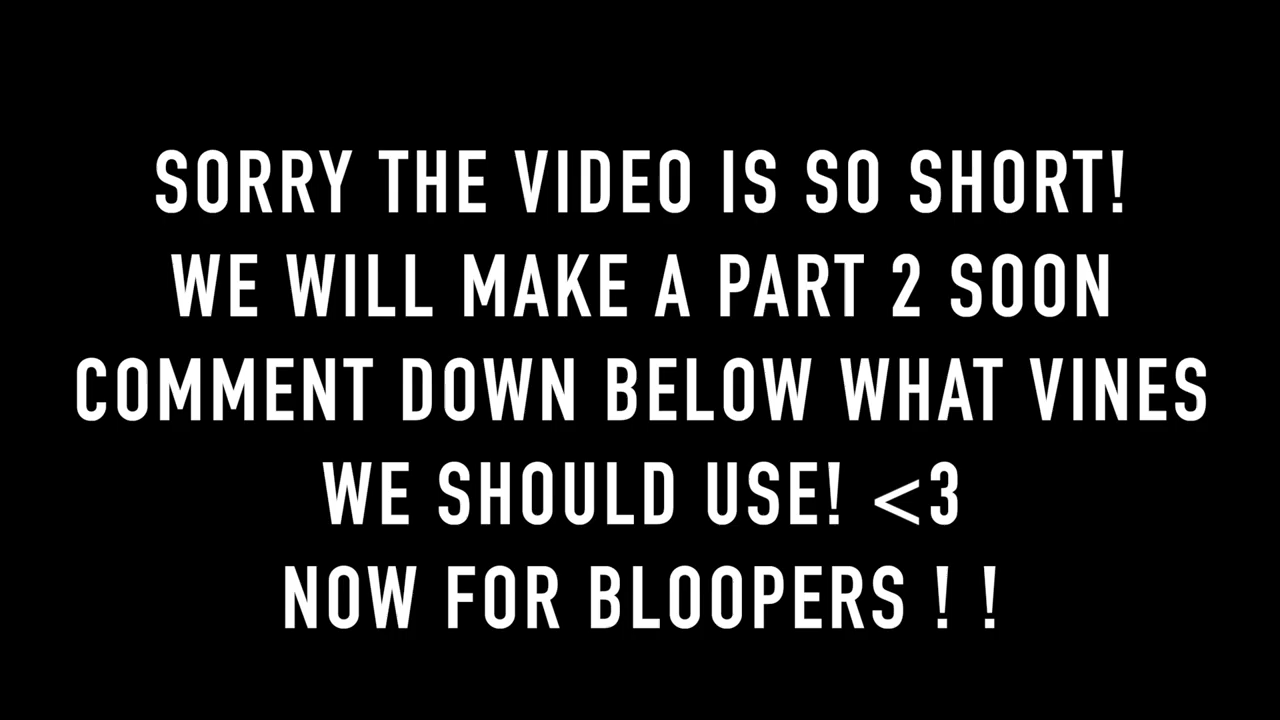 SORRY THE VIDEO IS SO SHORT!
WE WILL MAKE A PART 2 SOON
COMMENT DOWN BELOW WHAT VINES
WE SHOULD USE! <3
NOW FOR BLOOPERS ! !